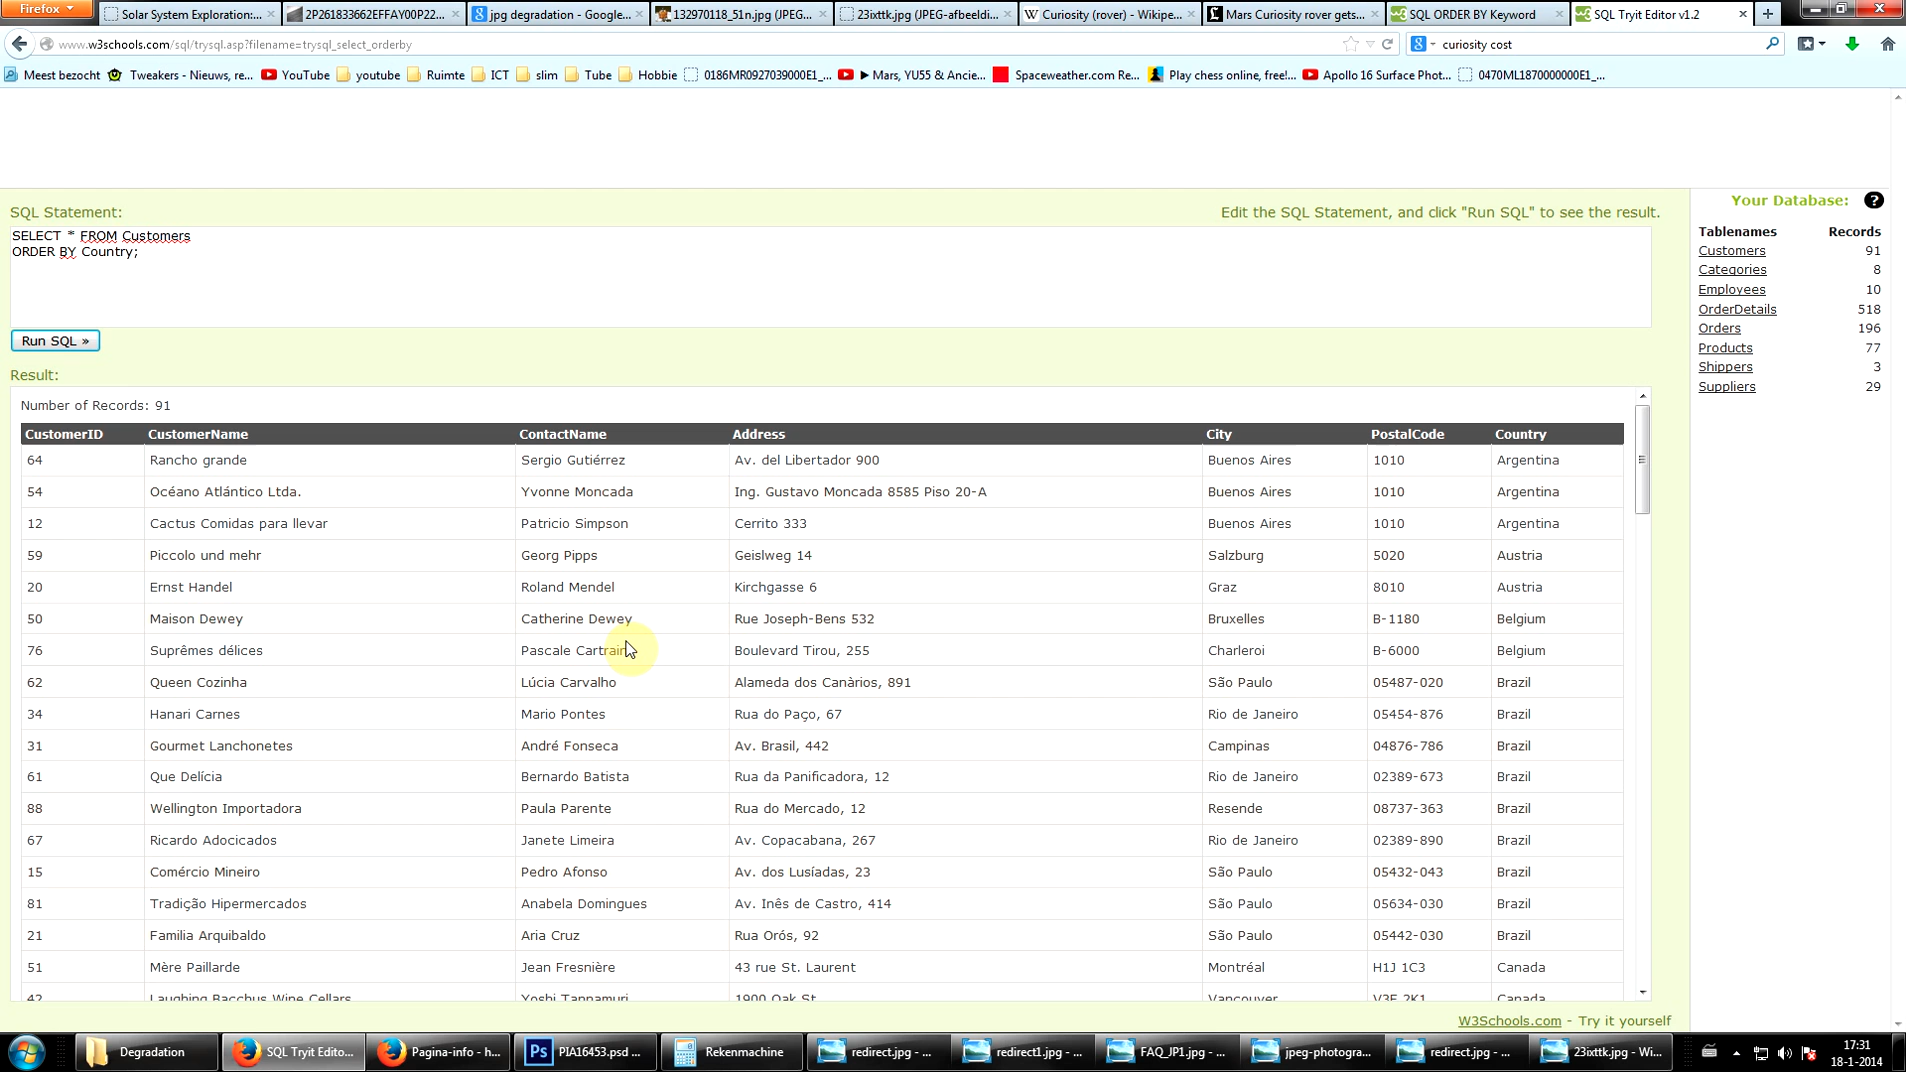 Firefox
Solar System Exploration:...
2P261833662EFFAY00P22...
jpg degradation - Google...
132970118_51n.jpg (JPEG...
23ixttk.jpg (JPEG-afbeeldi...
Curiosity (rover) - Wikipe...
Mars Curiosity rover gets...
SQL ORDER BY Keyword
SQL Tryit Editor v1.2
www.w3schools.com/sql/trysql.asp?filename=trysql_select_orderby
curiosity cost
Meest bezocht
Tweakers - Nieuws, re...
YouTube
youtube
Ruimte
ICT
slim
Tube
Hobbie
0186MR0927039000E1_...
▶ Mars, YU55 & Ancie...
Spaceweather.com Re...
Play chess online, free!...
Apollo 16 Surface Phot...
0470ML1870000000E1_...
SQL Statement:
Edit the SQL Statement, and click "Run SQL" to see the result.
SELECT * FROM Customers
ORDER BY Country;
Run SQL »
Your Database: ?
Tablenames Records
Customers 91
Categories 8
Employees 10
OrderDetails 518
Orders 196
Products 77
Shippers 3
Suppliers 29
Result:
Number of Records: 91
CustomerID CustomerName ContactName Address City PostalCode Country
64 Rancho grande Sergio Gutiérrez Av. del Libertador 900 Buenos Aires 1010 Argentina
54 Océano Atlántico Ltda. Yvonne Moncada Ing. Gustavo Moncada 8585 Piso 20-A Buenos Aires 1010 Argentina
12 Cactus Comidas para llevar Patricio Simpson Cerrito 333 Buenos Aires 1010 Argentina
59 Piccolo und mehr Georg Pipps Geislweg 14 Salzburg 5020 Austria
20 Ernst Handel Roland Mendel Kirchgasse 6 Graz 8010 Austria
50 Maison Dewey Catherine Dewey Rue Joseph-Bens 532 Bruxelles B-1180 Belgium
76 Suprêmes délices Pascale Cartrain Boulevard Tirou, 255 Charleroi B-6000 Belgium
62 Queen Cozinha Lúcia Carvalho Alameda dos Canàrios, 891 São Paulo 05487-020 Brazil
34 Hanari Carnes Mario Pontes Rua do Paço, 67 Rio de Janeiro 05454-876 Brazil
31 Gourmet Lanchonetes André Fonseca Av. Brasil, 442 Campinas 04876-786 Brazil
61 Que Delícia Bernardo Batista Rua da Panificadora, 12 Rio de Janeiro 02389-673 Brazil
88 Wellington Importadora Paula Parente Rua do Mercado, 12 Resende 08737-363 Brazil
67 Ricardo Adocicados Janete Limeira Av. Copacabana, 267 Rio de Janeiro 02389-890 Brazil
15 Comércio Mineiro Pedro Afonso Av. dos Lusíadas, 23 São Paulo 05432-043 Brazil
81 Tradição Hipermercados Anabela Domingues Av. Inês de Castro, 414 São Paulo 05634-030 Brazil
21 Familia Arquibaldo Aria Cruz Rua Orós, 92 São Paulo 05442-030 Brazil
51 Mère Paillarde Jean Fresnière 43 rue St. Laurent Montréal H1J 1C3 Canada
42 Laughing Bacchus Wine Cellars Yoshi Tannamuri 1900 Oak St. Vancouver V3F 2K1 Canada
W3Schools.com - Try it yourself
Degradation
SQL Tryit Edito...
Pagina-info - h...
Ps PIA16453.psd ...
Rekenmachine
redirect.jpg - ...
redirect1.jpg - ...
FAQ_JP1.jpg - ...
jpeg-photogra...
redirect.jpg - ...
23ixttk.jpg - Wi...
17:31
18-1-2014